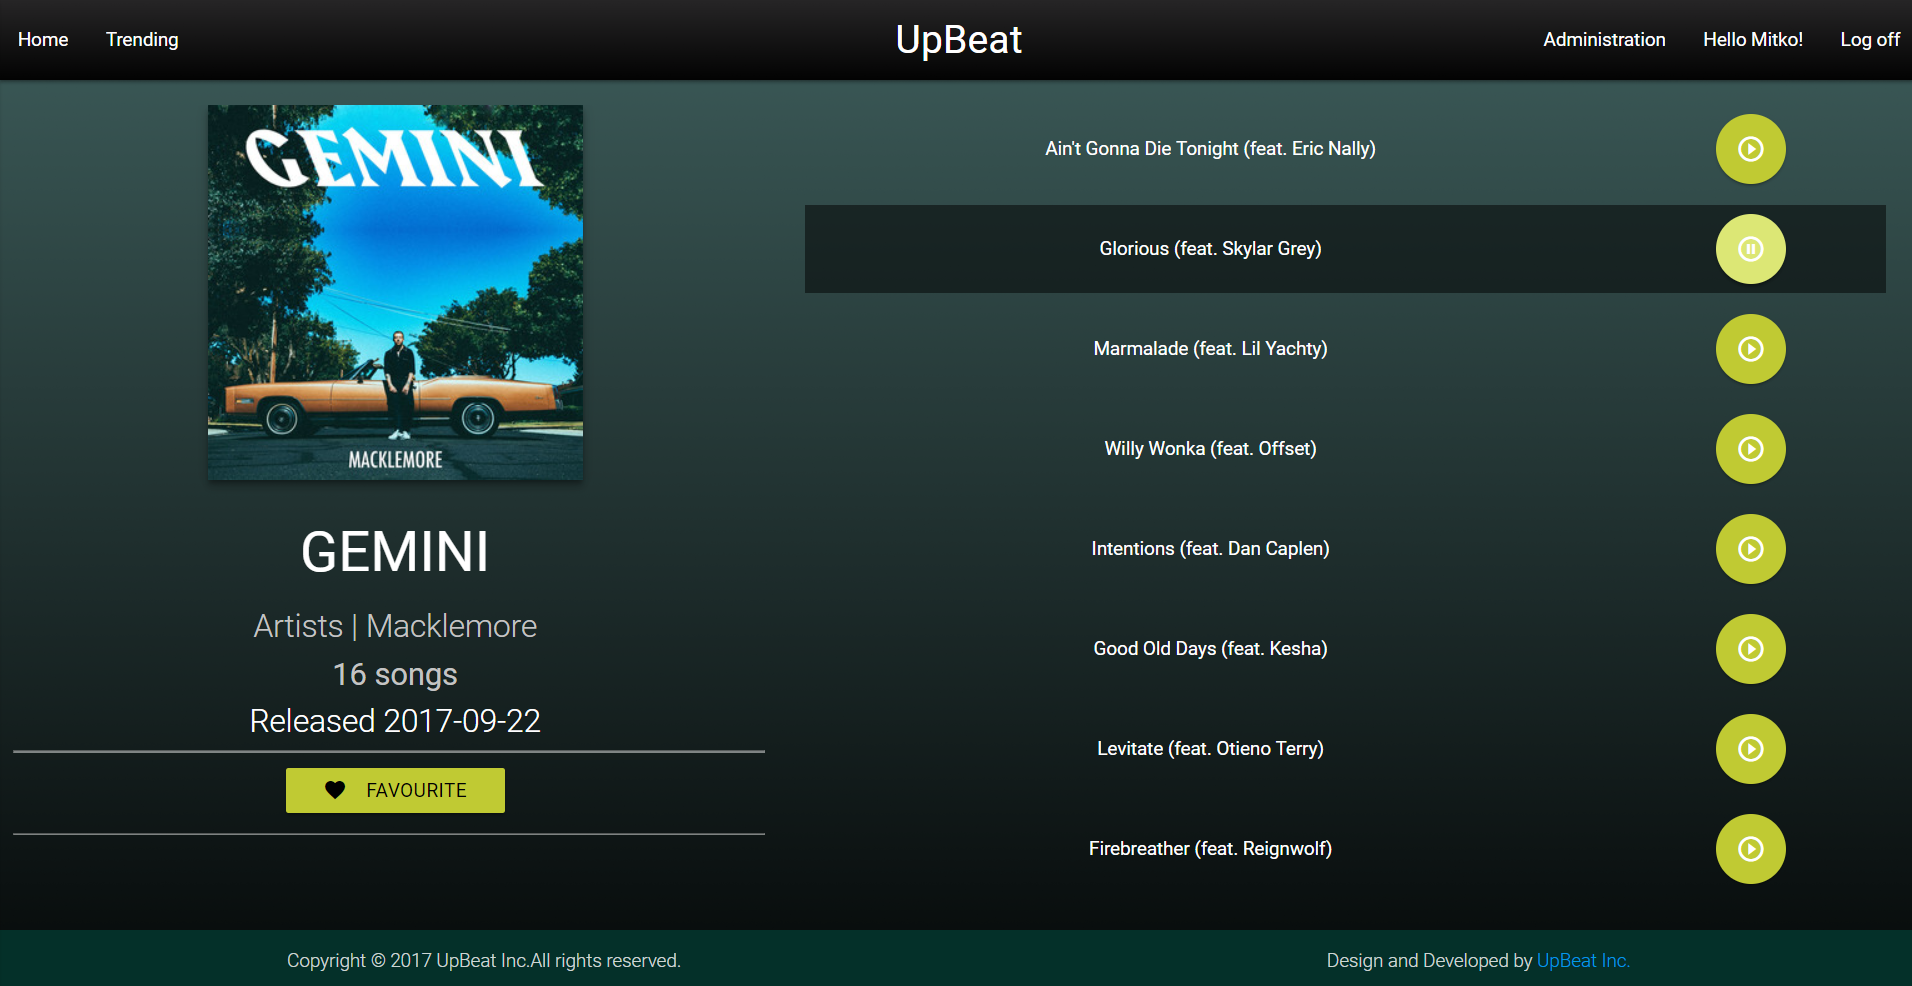 Home Trending UpBeat Administration Hello Mitko! Log off
GEMINI
MACKLEMORE
GEMINI
Artists | Macklemore
16 songs
Released 2017-09-22
FAVOURITE
Ain't Gonna Die Tonight (feat. Eric Nally)
Glorious (feat. Skylar Grey)
Marmalade (feat. Lil Yachty)
Willy Wonka (feat. Offset)
Intentions (feat. Dan Caplen)
Good Old Days (feat. Kesha)
Levitate (feat. Otieno Terry)
Firebreather (feat. Reignwolf)
Copyright © 2017 UpBeat Inc.All rights reserved. Design and Developed by UpBeat Inc.